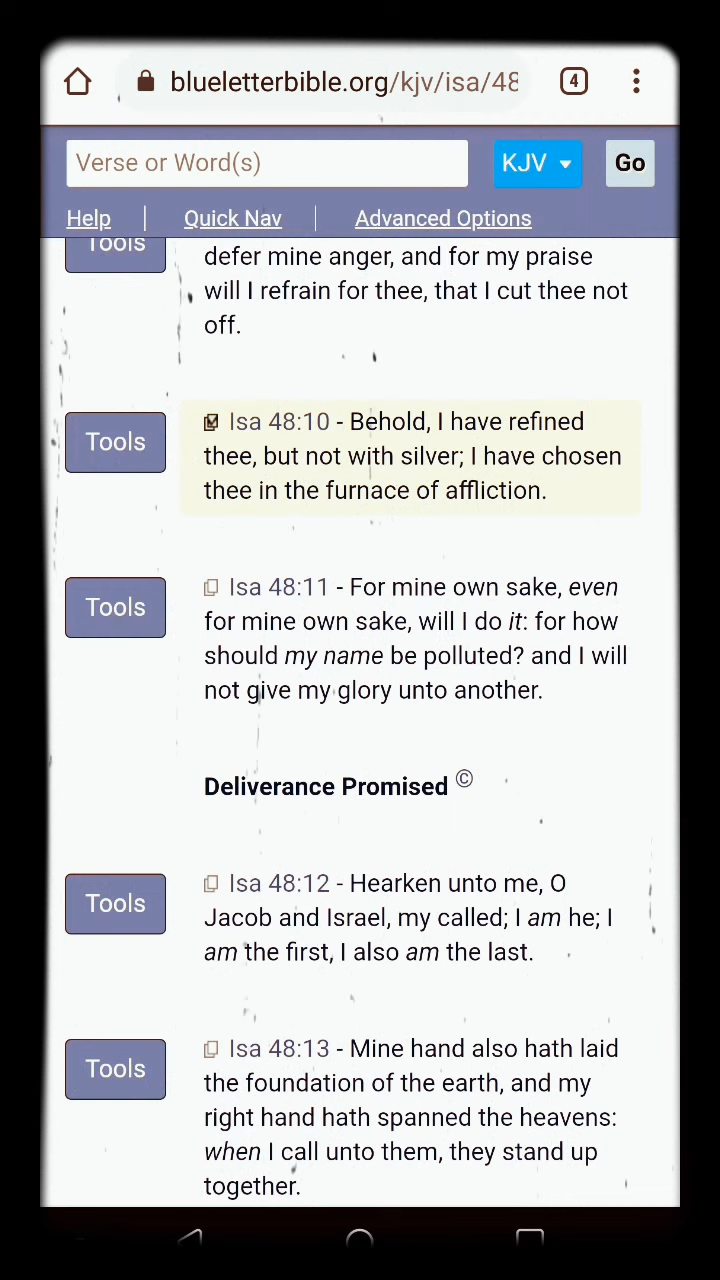 blueletterbible.org/kjv/isa/48
4
Verse or Word(s)
KJV
Go
Help
Quick Nav
Advanced Options
Tools
defer mine anger, and for my praise
will I refrain for thee, that I cut thee not
off.
Tools
Isa 48:10 - Behold, I have refined
thee, but not with silver; I have chosen
thee in the furnace of affliction.
Tools
Isa 48:11 - For mine own sake, even
for mine own sake, will I do it: for how
should my name be polluted? and I will
not give my glory unto another.
Deliverance Promised ©
Tools
Isa 48:12 - Hearken unto me, O
Jacob and Israel, my called; I am he; I
am the first, I also am the last.
Tools
Isa 48:13 - Mine hand also hath laid
the foundation of the earth, and my
right hand hath spanned the heavens:
when I call unto them, they stand up
together.